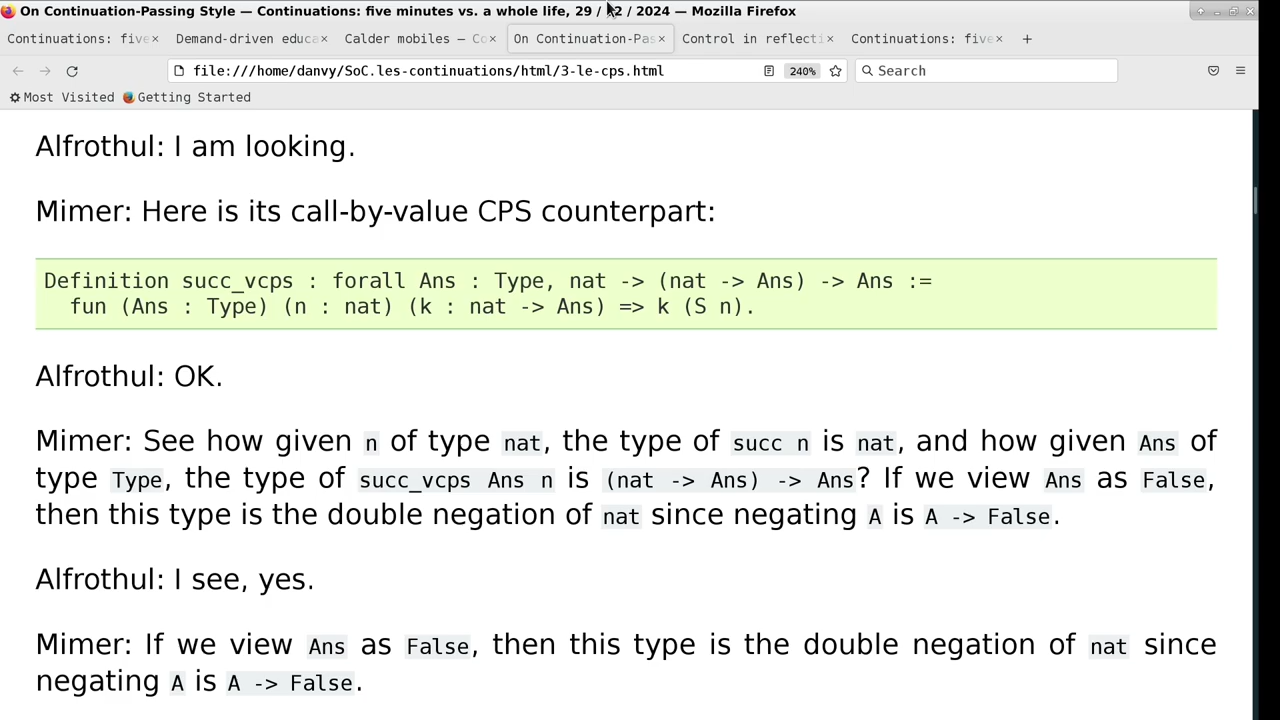 On Continuation-Passing Style — Continuations: five minutes vs. a whole life, 29 / 2 / 2024 — Mozilla Firefox
Continuations: five× Demand-driven educa× Calder mobiles — Co× On Continuation-Pas× Control in reflecti× Continuations: five× +
file:///home/danvy/SoC.les-continuations/html/3-le-cps.html 240% Search
Most Visited Getting Started
Alfrothul: I am looking.
Mimer: Here is its call-by-value CPS counterpart:
Definition succ_vcps : forall Ans : Type, nat -> (nat -> Ans) -> Ans :=
fun (Ans : Type) (n : nat) (k : nat -> Ans) => k (S n).
Alfrothul: OK.
Mimer: See how given n of type nat, the type of succ n is nat, and how given Ans of
type Type, the type of succ_vcps Ans n is (nat -> Ans) -> Ans? If we view Ans as False,
then this type is the double negation of nat since negating A is A -> False.
Alfrothul: I see, yes.
Mimer: If we view Ans as False, then this type is the double negation of nat since
negating A is A -> False.